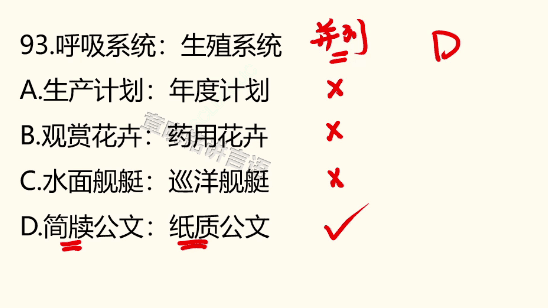 93.呼吸系统：生殖系统 并列 D
A.生产计划：年度计划
B.观赏花卉：药用花卉
C.水面舰艇：巡洋舰艇
D.简牍公文：纸质公文